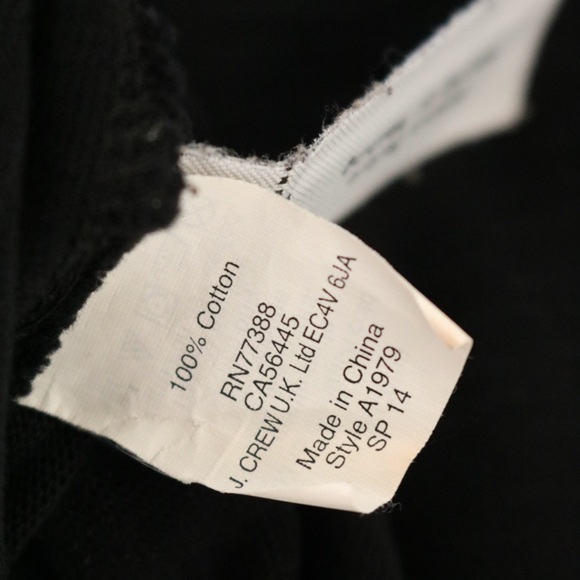 100% Cotton
RN77388
CA56445
J. CREW U.K. Ltd EC4V 6JA
Made in China
Style A1979
SP 14